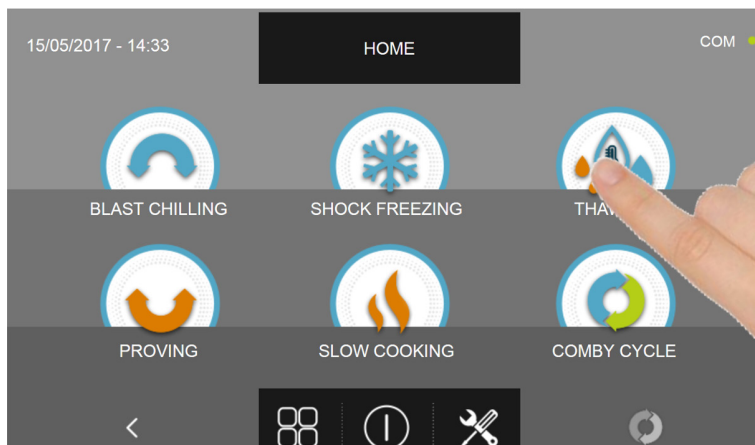 15/05/2017 - 14:33
HOME
COM
BLAST CHILLING
SHOCK FREEZING
PROVING
SLOW COOKING
COMBY CYCLE